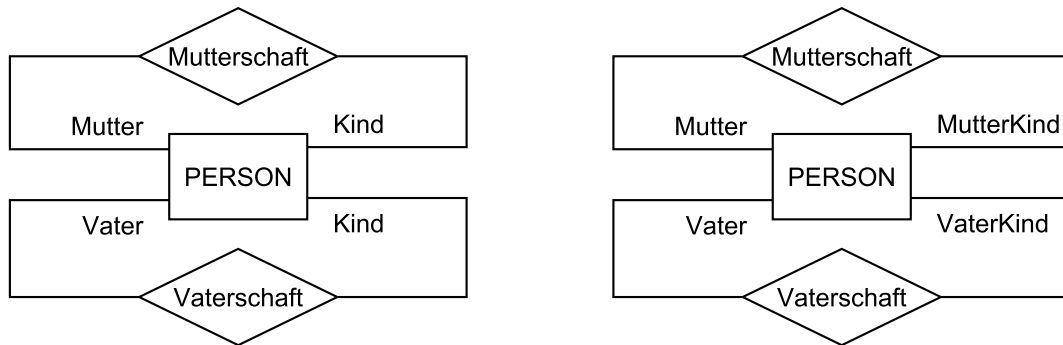 Mutterschaft
Mutter
Kind
PERSON
Vater
Kind
Vaterschaft
Mutterschaft
Mutter
MutterKind
PERSON
Vater
VaterKind
Vaterschaft